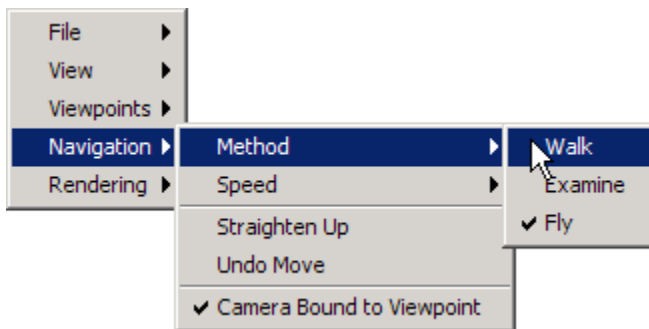 File
View
Viewpoints
Navigation
Rendering
Method
Speed
Straighten Up
Undo Move
Camera Bound to Viewpoint
Walk
Examine
Fly